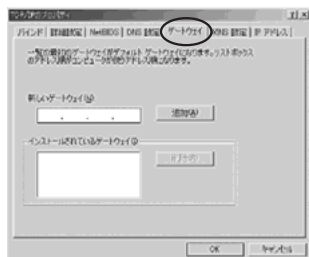 TCP/IPのプロパティ
バインド 詳細設定 NetBIOS DNS 設定 ゲートウェイ WINS 設定 IP アドレス
一覧の最初のゲートウェイがデフォルト ゲートウェイになります。リスト ボックス
のアドレス順がコンピュータが使うアドレス順になります。
新しいゲートウェイ(N)
追加(A)
インストールされているゲートウェイ(I)
削除(R)
OK キャンセル